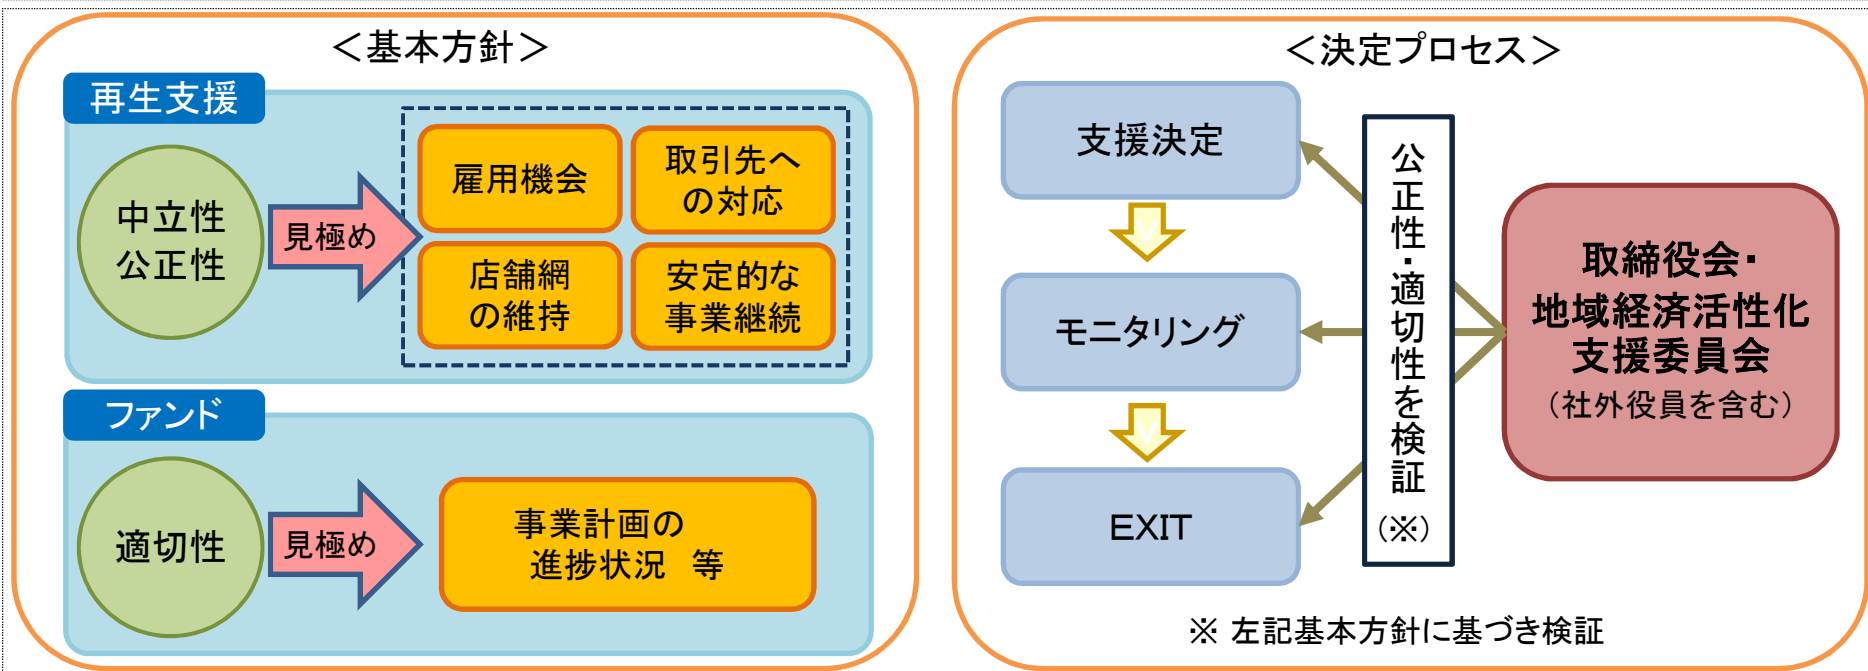 ＜基本方針＞
再生支援
中立性
公正性
見極め
雇用機会
取引先へ
の対応
店舗網
の維持
安定的な
事業継続
ファンド
適切性
見極め
事業計画の
進捗状況　等
＜決定プロセス＞
支援決定
モニタリング
EXIT
公正性・適切性を検証
（※）
取締役会・
地域経済活性化
支援委員会
（社外役員を含む）
※ 左記基本方針に基づき検証